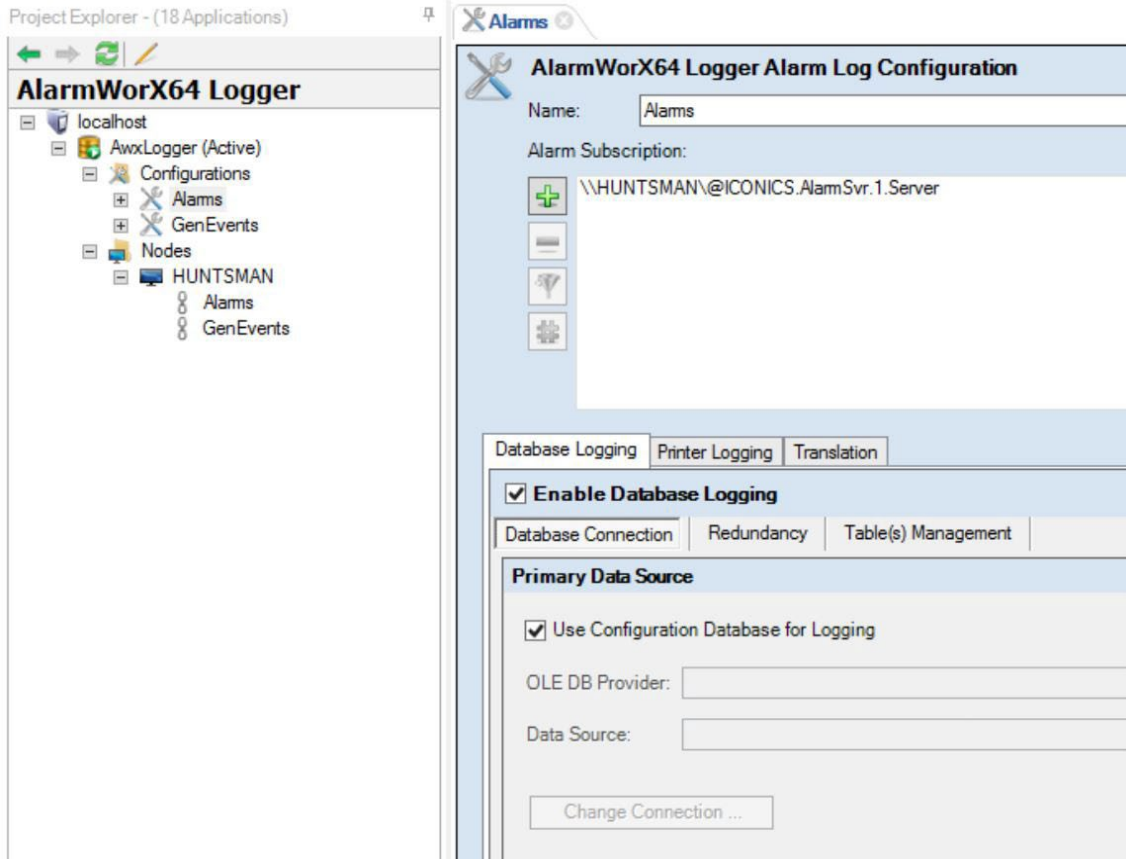 Project Explorer - (18 Applications)
AlarmWorX64 Logger
localhost
AwxLogger (Active)
Configurations
Alarms
GenEvents
Nodes
HUNTSMAN
Alarms
GenEvents
Alarms
AlarmWorX64 Logger Alarm Log Configuration
Name: Alarms
Alarm Subscription:
\\HUNTSMAN\@ICONICS.AlarmSvr.1.Server
Database Logging Printer Logging Translation
Enable Database Logging
Database Connection Redundancy Table(s) Management
Primary Data Source
Use Configuration Database for Logging
OLE DB Provider:
Data Source:
Change Connection ...